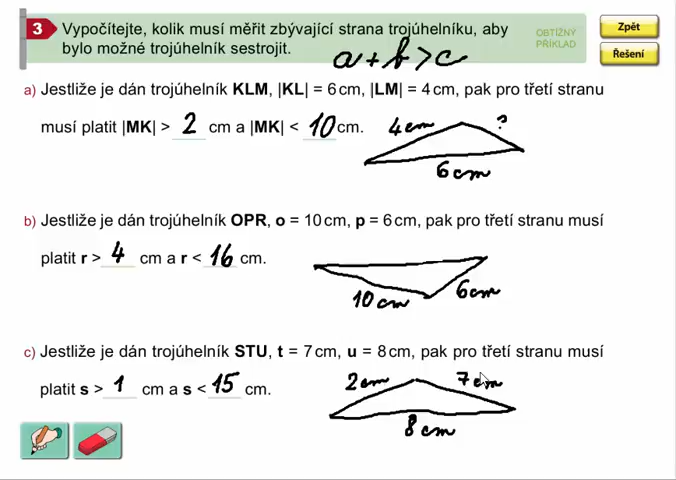 3 Vypočítejte, kolik musí měřit zbývající strana trojúhelníku, aby
bylo možné trojúhelník sestrojit.
OBTÍŽNÝ
PŘÍKLAD
Zpět
Řešení
a + b > c
a) Jestliže je dán trojúhelník KLM, |KL| = 6 cm, |LM| = 4 cm, pak pro třetí stranu
musí platit |MK| > 2 cm a |MK| < 10 cm.
4 cm ?
6 cm
b) Jestliže je dán trojúhelník OPR, o = 10 cm, p = 6 cm, pak pro třetí stranu musí
platit r > 4 cm a r < 16 cm.
10 cm 6 cm
c) Jestliže je dán trojúhelník STU, t = 7 cm, u = 8 cm, pak pro třetí stranu musí
platit s > 1 cm a s < 15 cm.
2 cm 7 cm
8 cm